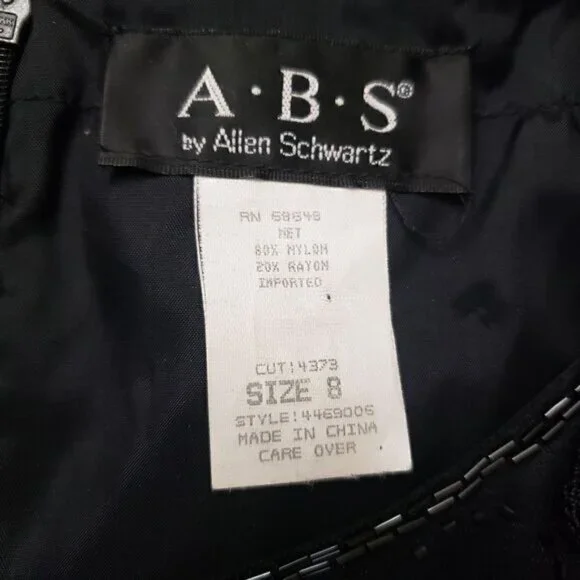 A·B·S®
by Allen Schwartz
RN 68648
NET
80% NYLON
20% RAYON
IMPORTED
CUT:4373
SIZE 8
STYLE:4469006
MADE IN CHINA
CARE OVER